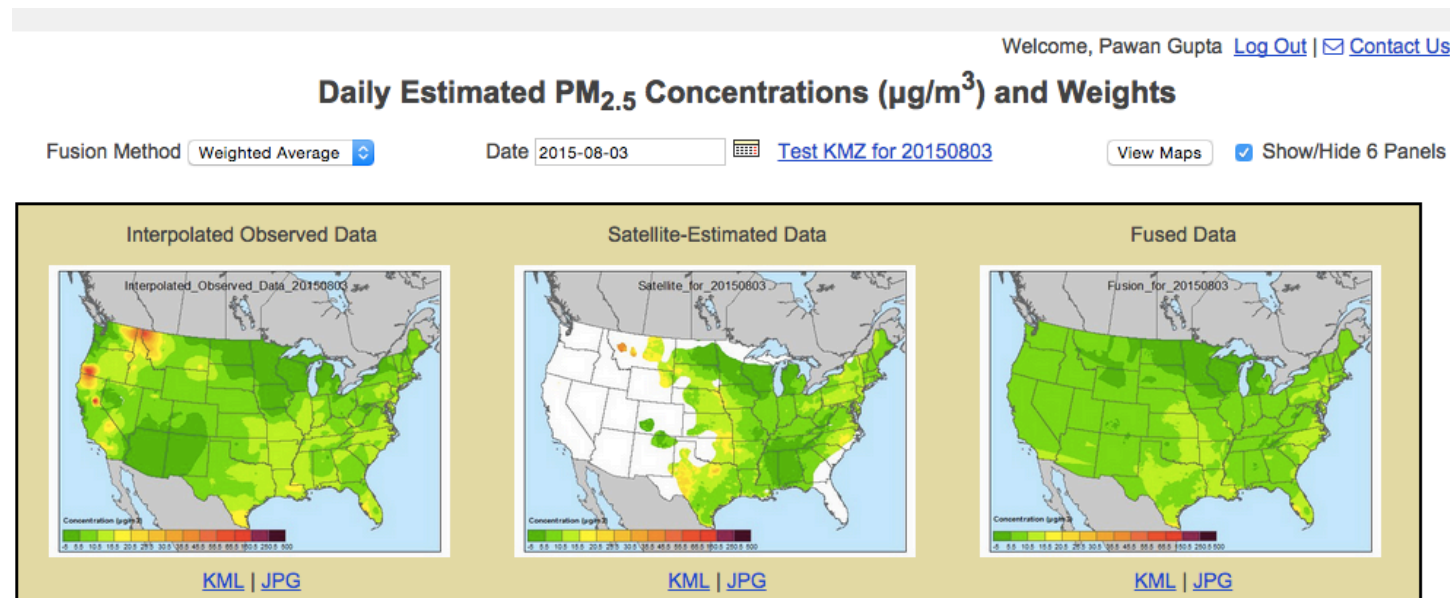 Welcome, Pawan Gupta Log Out | Contact Us
Daily Estimated PM2.5 Concentrations (μg/m3) and Weights
Fusion Method Weighted Average Date 2015-08-03 Test KMZ for 20150803 View Maps Show/Hide 6 Panels
Interpolated Observed Data Satellite-Estimated Data Fused Data
Interpolated_Observed_Data_20150803 Satellite_for_20150803 Fusion_for_20150803
KML | JPG KML | JPG KML | JPG